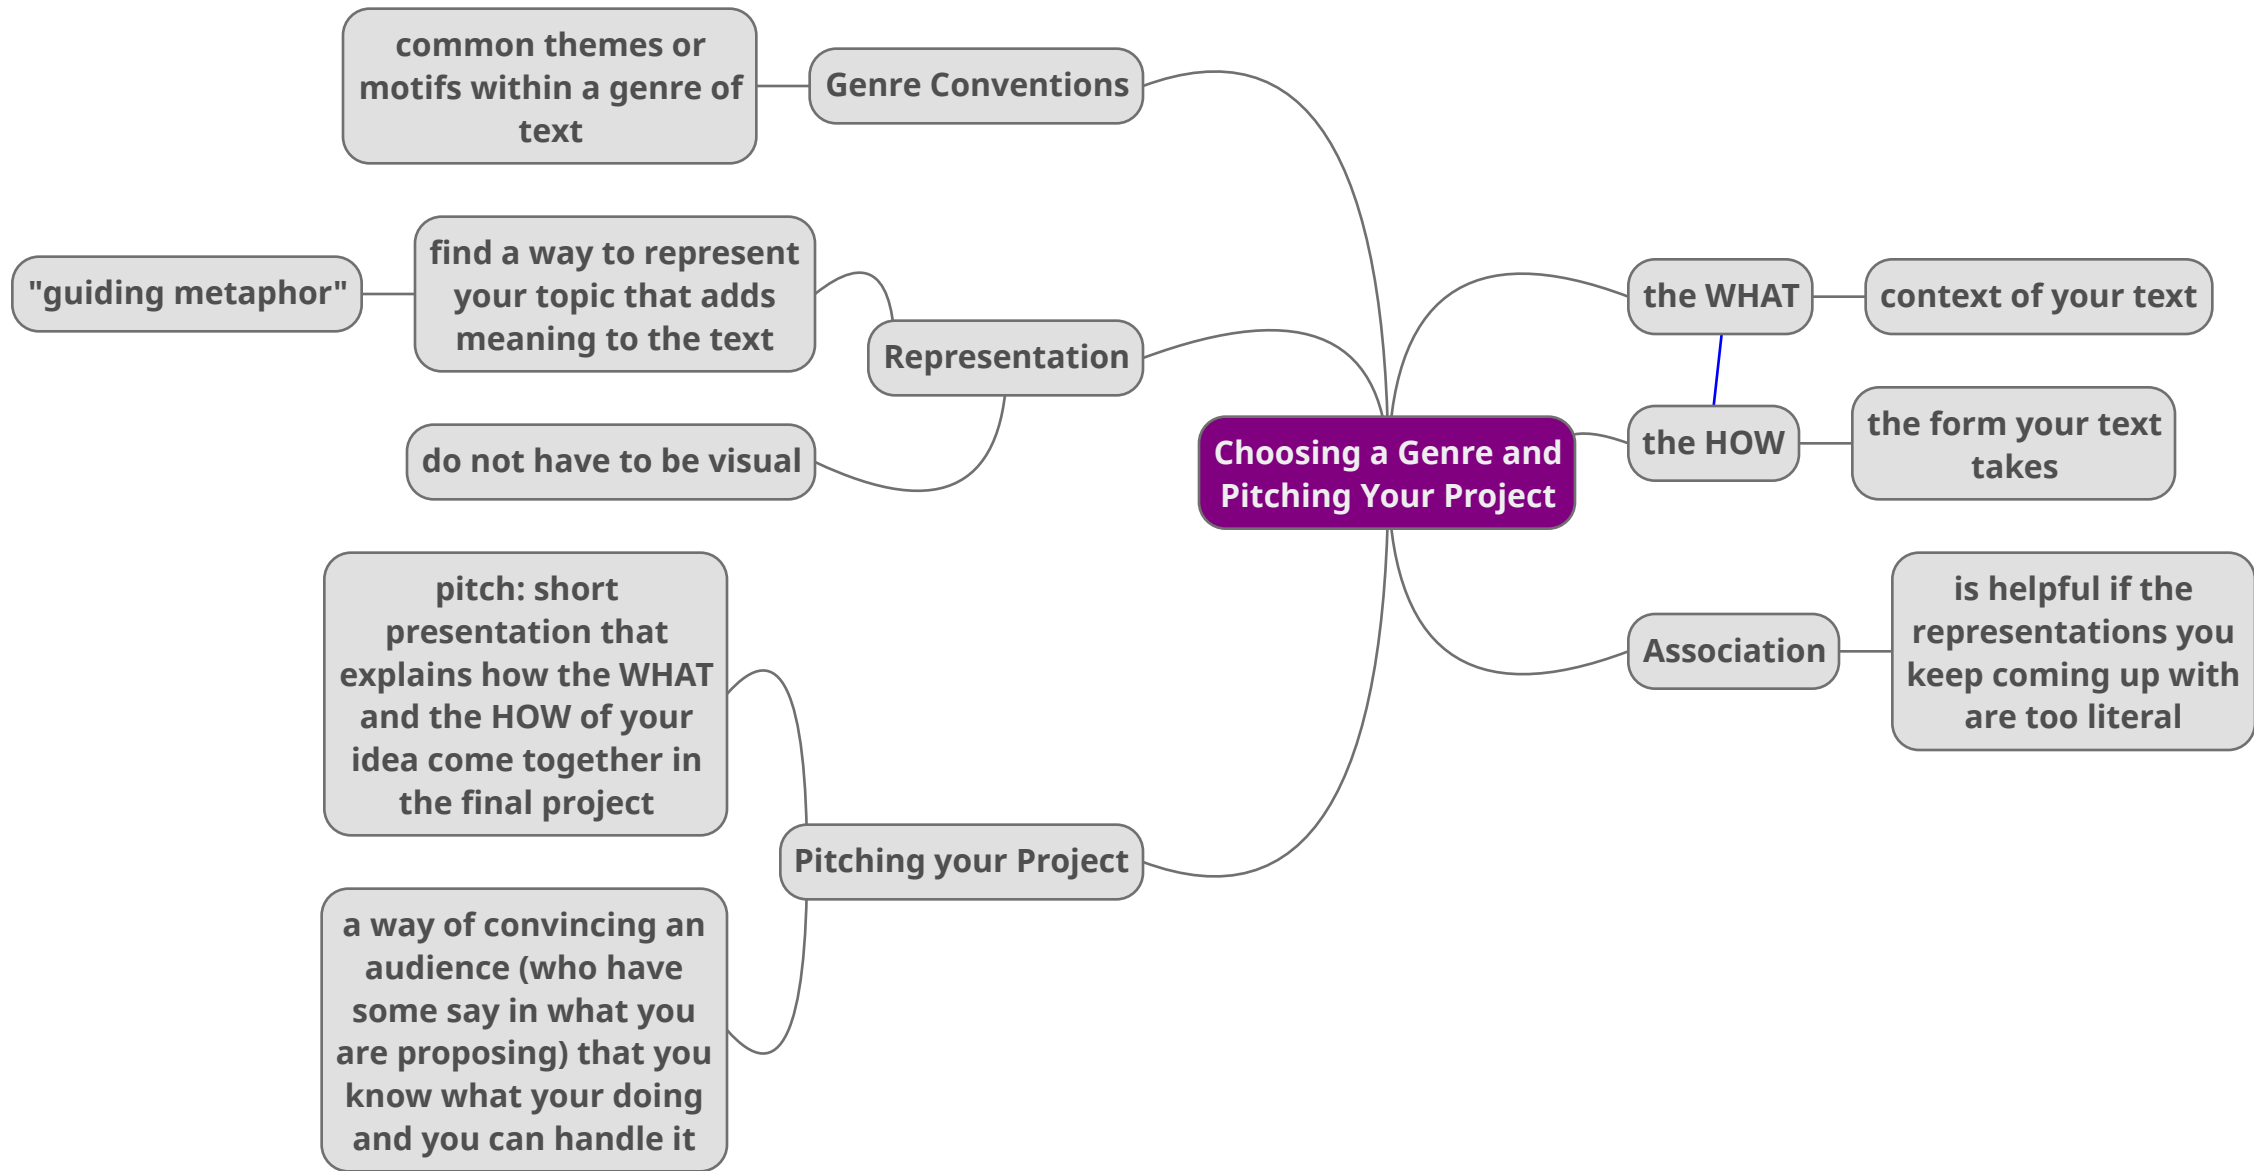 common themes or
motifs within a genre of
text
Genre Conventions
"guiding metaphor"
find a way to represent
your topic that adds
meaning to the text
Representation
do not have to be visual
pitch: short
presentation that
explains how the WHAT
and the HOW of your
idea come together in
the final project
Pitching your Project
a way of convincing an
audience (who have
some say in what you
are proposing) that you
know what your doing
and you can handle it
Choosing a Genre and
Pitching Your Project
the WHAT
context of your text
the HOW
the form your text
takes
Association
is helpful if the
representations you
keep coming up with
are too literal